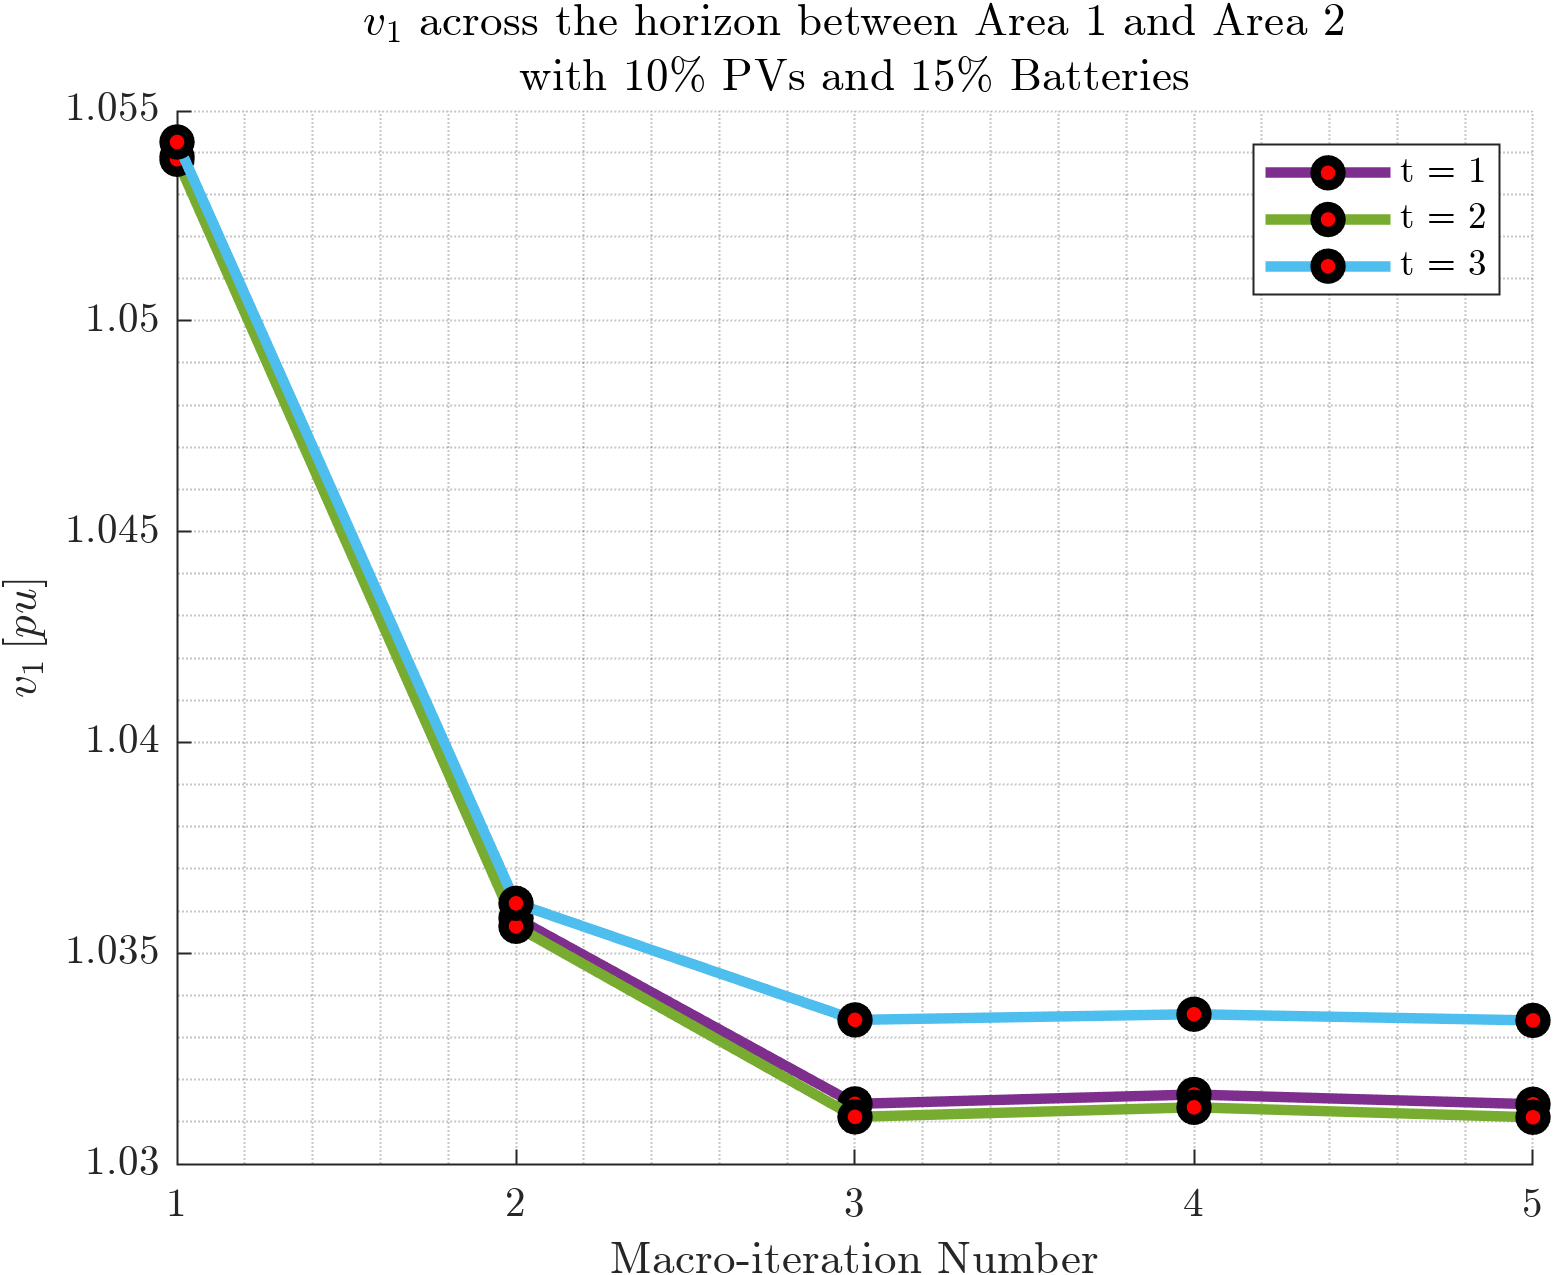 v₁ across the horizon between Area 1 and Area 2
with 10% PVs and 15% Batteries
1.055
1.05
1.045
1.04
1.035
1.03
v₁ [pu]
t = 1
t = 2
t = 3
1
2
3
4
5
Macro-iteration Number